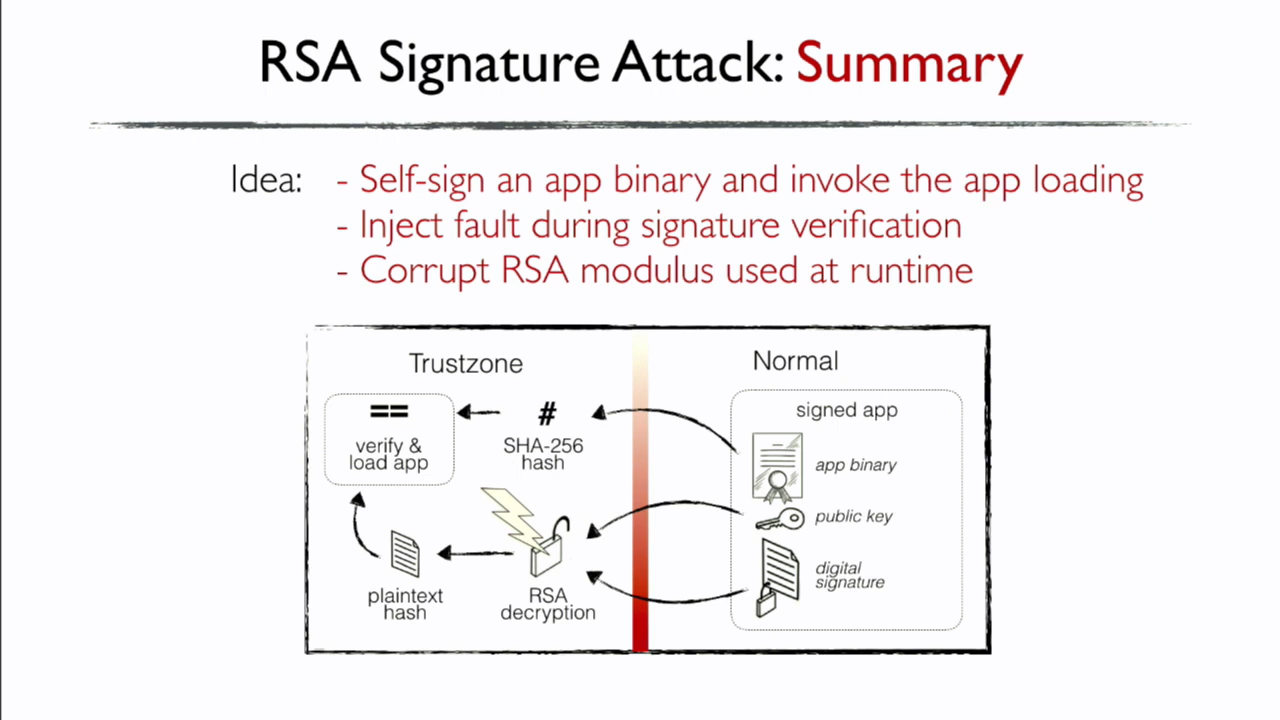 RSA Signature Attack: Summary
Idea: - Self-sign an app binary and invoke the app loading
- Inject fault during signature verification
- Corrupt RSA modulus used at runtime
Trustzone
Normal
==
verify &
load app
#
SHA-256
hash
signed app
app binary
public key
digital
signature
plaintext
hash
RSA
decryption